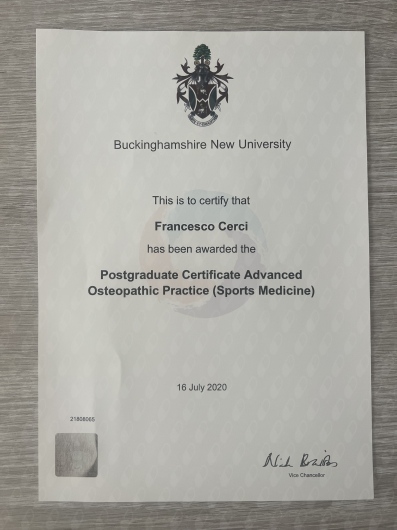 Buckinghamshire New University
This is to certify that
Francesco Cerci
has been awarded the
Postgraduate Certificate Advanced
Osteopathic Practice (Sports Medicine)
16 July 2020
21808065
Vice Chancellor